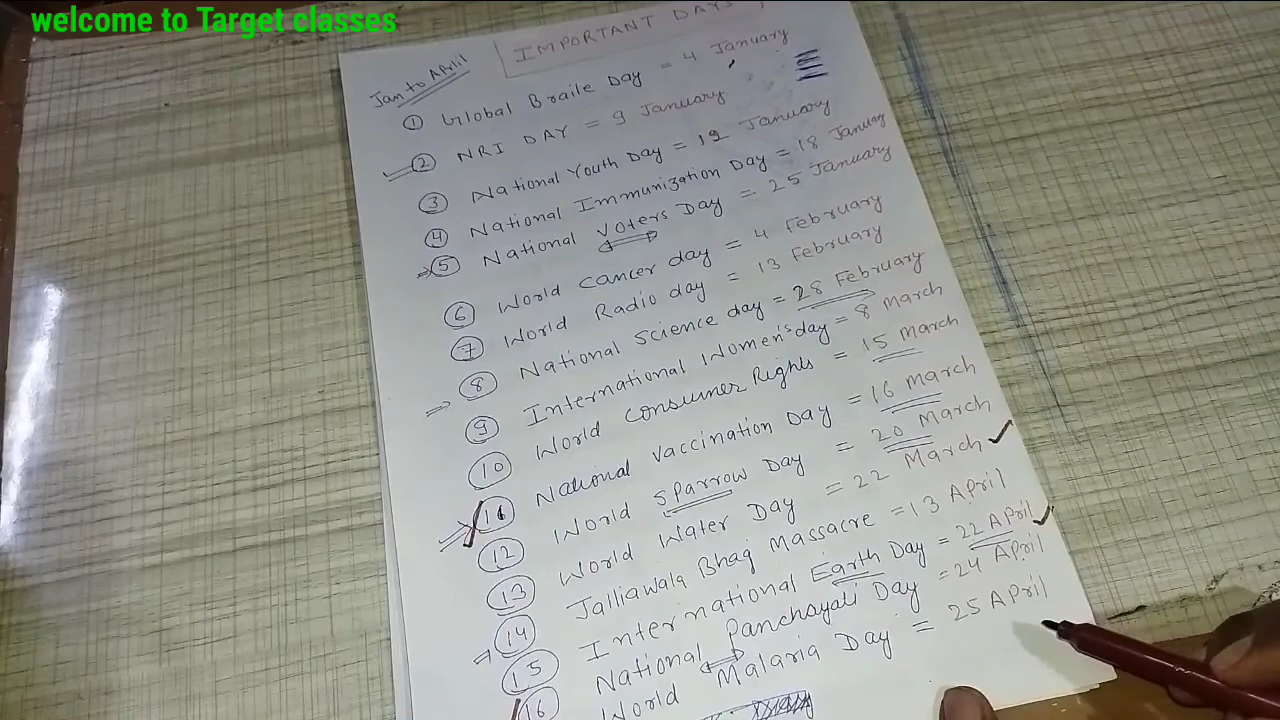 welcome to Target classes
IMPORTANT DAYS
Jan to APrlil
1 Global Braile Day = 4 January
2 NRI DAY = 9 January
3 National Youth Day = 12 January
4 National Immunization Day = 18 January
5 National Voters Day = 25 January
6 World Cancer day = 4 February
7 World Radio day = 13 February
8 National Science day = 28 February
9 International Women's day = 8 March
10 World Consumer Rights = 15 March
11 National Vaccination Day = 16 March
12 World Sparrow Day = 20 March
13 World Water Day = 22 March
14 Jalliawala Bhag Massacre = 13 April
15 International Earth Day = 22 April
16 National Panchayati Day = 24 April
World Malaria Day = 25 April